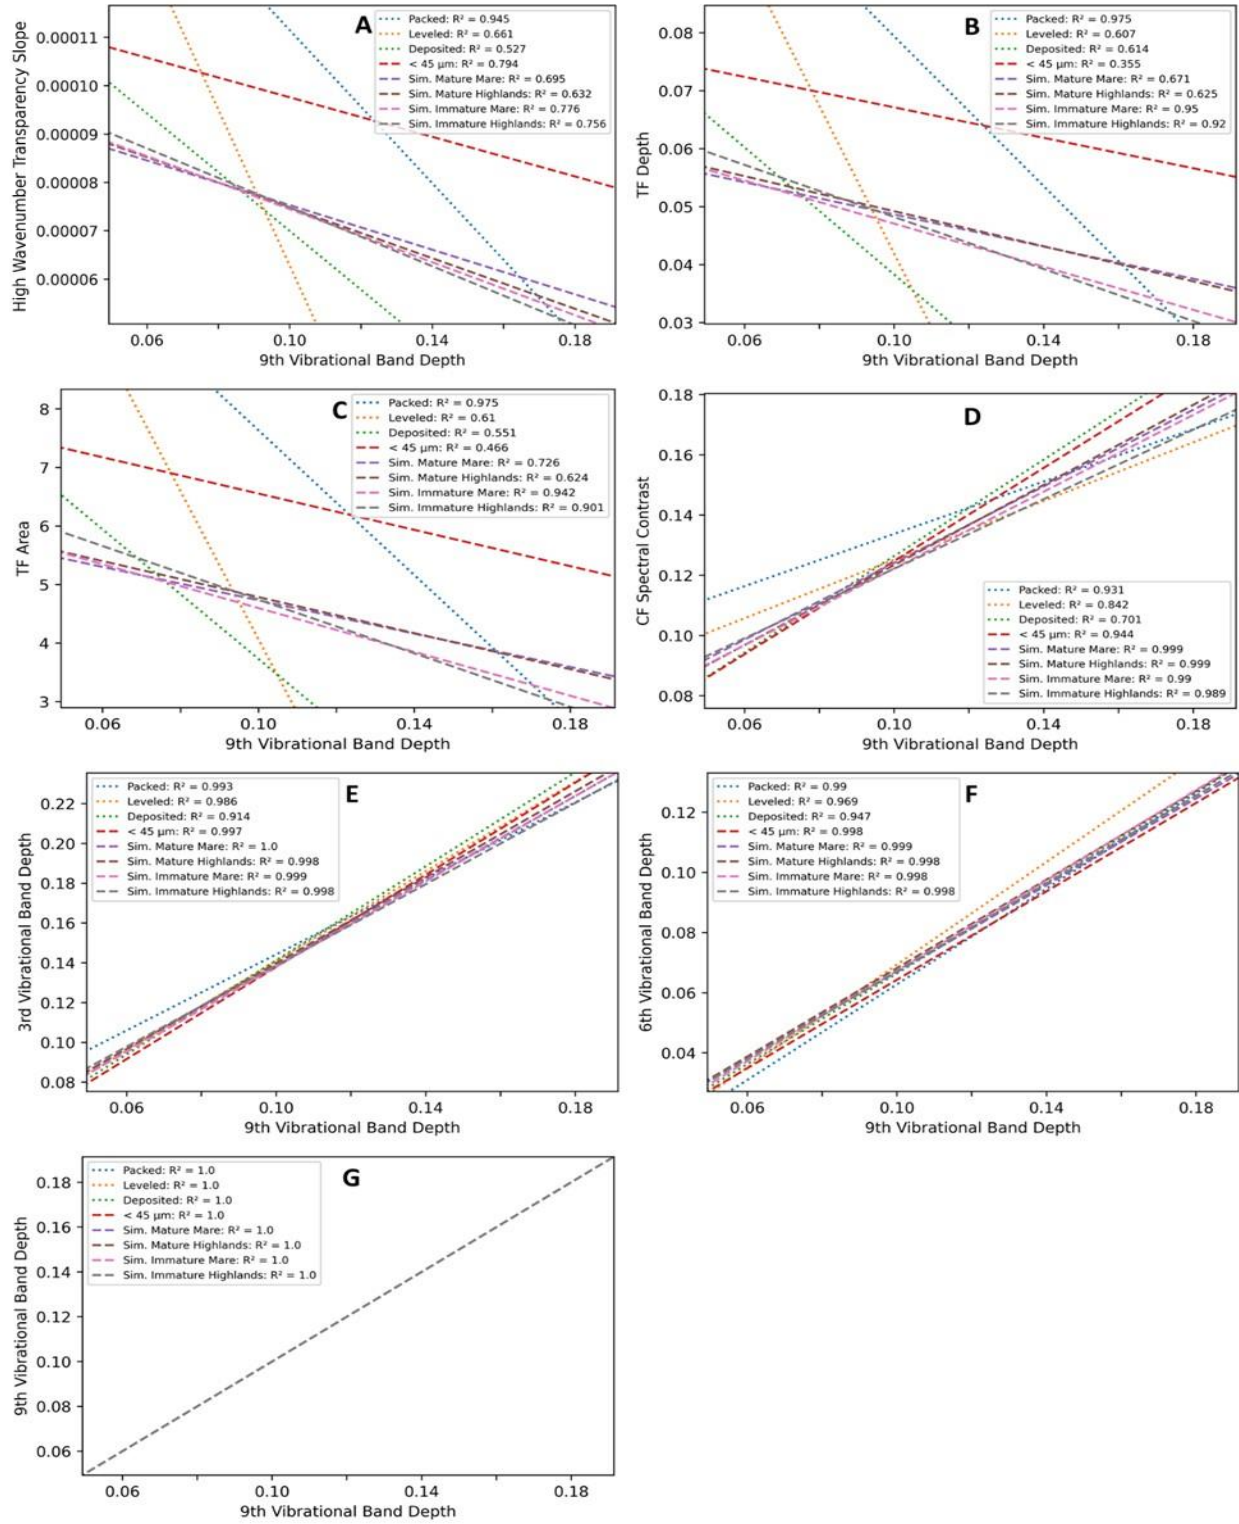 A
Packed: R² = 0.945
Leveled: R² = 0.661
Deposited: R² = 0.527
< 45 μm: R² = 0.794
Sim. Mature Mare: R² = 0.695
Sim. Mature Highlands: R² = 0.632
Sim. Immature Mare: R² = 0.776
Sim. Immature Highlands: R² = 0.756
High Wavenumber Transparency Slope
0.00011
0.00010
0.00009
0.00008
0.00007
0.00006
0.06 0.10 0.14 0.18
9th Vibrational Band Depth
B
Packed: R² = 0.975
Leveled: R² = 0.607
Deposited: R² = 0.614
< 45 μm: R² = 0.355
Sim. Mature Mare: R² = 0.671
Sim. Mature Highlands: R² = 0.625
Sim. Immature Mare: R² = 0.95
Sim. Immature Highlands: R² = 0.92
TF Depth
0.08
0.07
0.06
0.05
0.04
0.03
0.06 0.10 0.14 0.18
9th Vibrational Band Depth
C
Packed: R² = 0.975
Leveled: R² = 0.61
Deposited: R² = 0.551
< 45 μm: R² = 0.466
Sim. Mature Mare: R² = 0.726
Sim. Mature Highlands: R² = 0.624
Sim. Immature Mare: R² = 0.942
Sim. Immature Highlands: R² = 0.901
TF Area
8
7
6
5
4
3
0.06 0.10 0.14 0.18
9th Vibrational Band Depth
D
Packed: R² = 0.931
Leveled: R² = 0.842
Deposited: R² = 0.701
< 45 μm: R² = 0.944
Sim. Mature Mare: R² = 0.999
Sim. Mature Highlands: R² = 0.999
Sim. Immature Mare: R² = 0.99
Sim. Immature Highlands: R² = 0.989
CF Spectral Contrast
0.18
0.16
0.14
0.12
0.10
0.08
0.06 0.10 0.14 0.18
9th Vibrational Band Depth
E
Packed: R² = 0.993
Leveled: R² = 0.986
Deposited: R² = 0.914
< 45 μm: R² = 0.997
Sim. Mature Mare: R² = 1.0
Sim. Mature Highlands: R² = 0.998
Sim. Immature Mare: R² = 0.999
Sim. Immature Highlands: R² = 0.998
3rd Vibrational Band Depth
0.22
0.20
0.18
0.16
0.14
0.12
0.10
0.08
0.06 0.10 0.14 0.18
9th Vibrational Band Depth
F
Packed: R² = 0.99
Leveled: R² = 0.969
Deposited: R² = 0.947
< 45 μm: R² = 0.998
Sim. Mature Mare: R² = 0.999
Sim. Mature Highlands: R² = 0.998
Sim. Immature Mare: R² = 0.998
Sim. Immature Highlands: R² = 0.998
6th Vibrational Band Depth
0.12
0.10
0.08
0.06
0.04
0.06 0.10 0.14 0.18
9th Vibrational Band Depth
G
Packed: R² = 1.0
Leveled: R² = 1.0
Deposited: R² = 1.0
< 45 μm: R² = 1.0
Sim. Mature Mare: R² = 1.0
Sim. Mature Highlands: R² = 1.0
Sim. Immature Mare: R² = 1.0
Sim. Immature Highlands: R² = 1.0
9th Vibrational Band Depth
0.18
0.16
0.14
0.12
0.10
0.08
0.06
0.06 0.10 0.14 0.18
9th Vibrational Band Depth